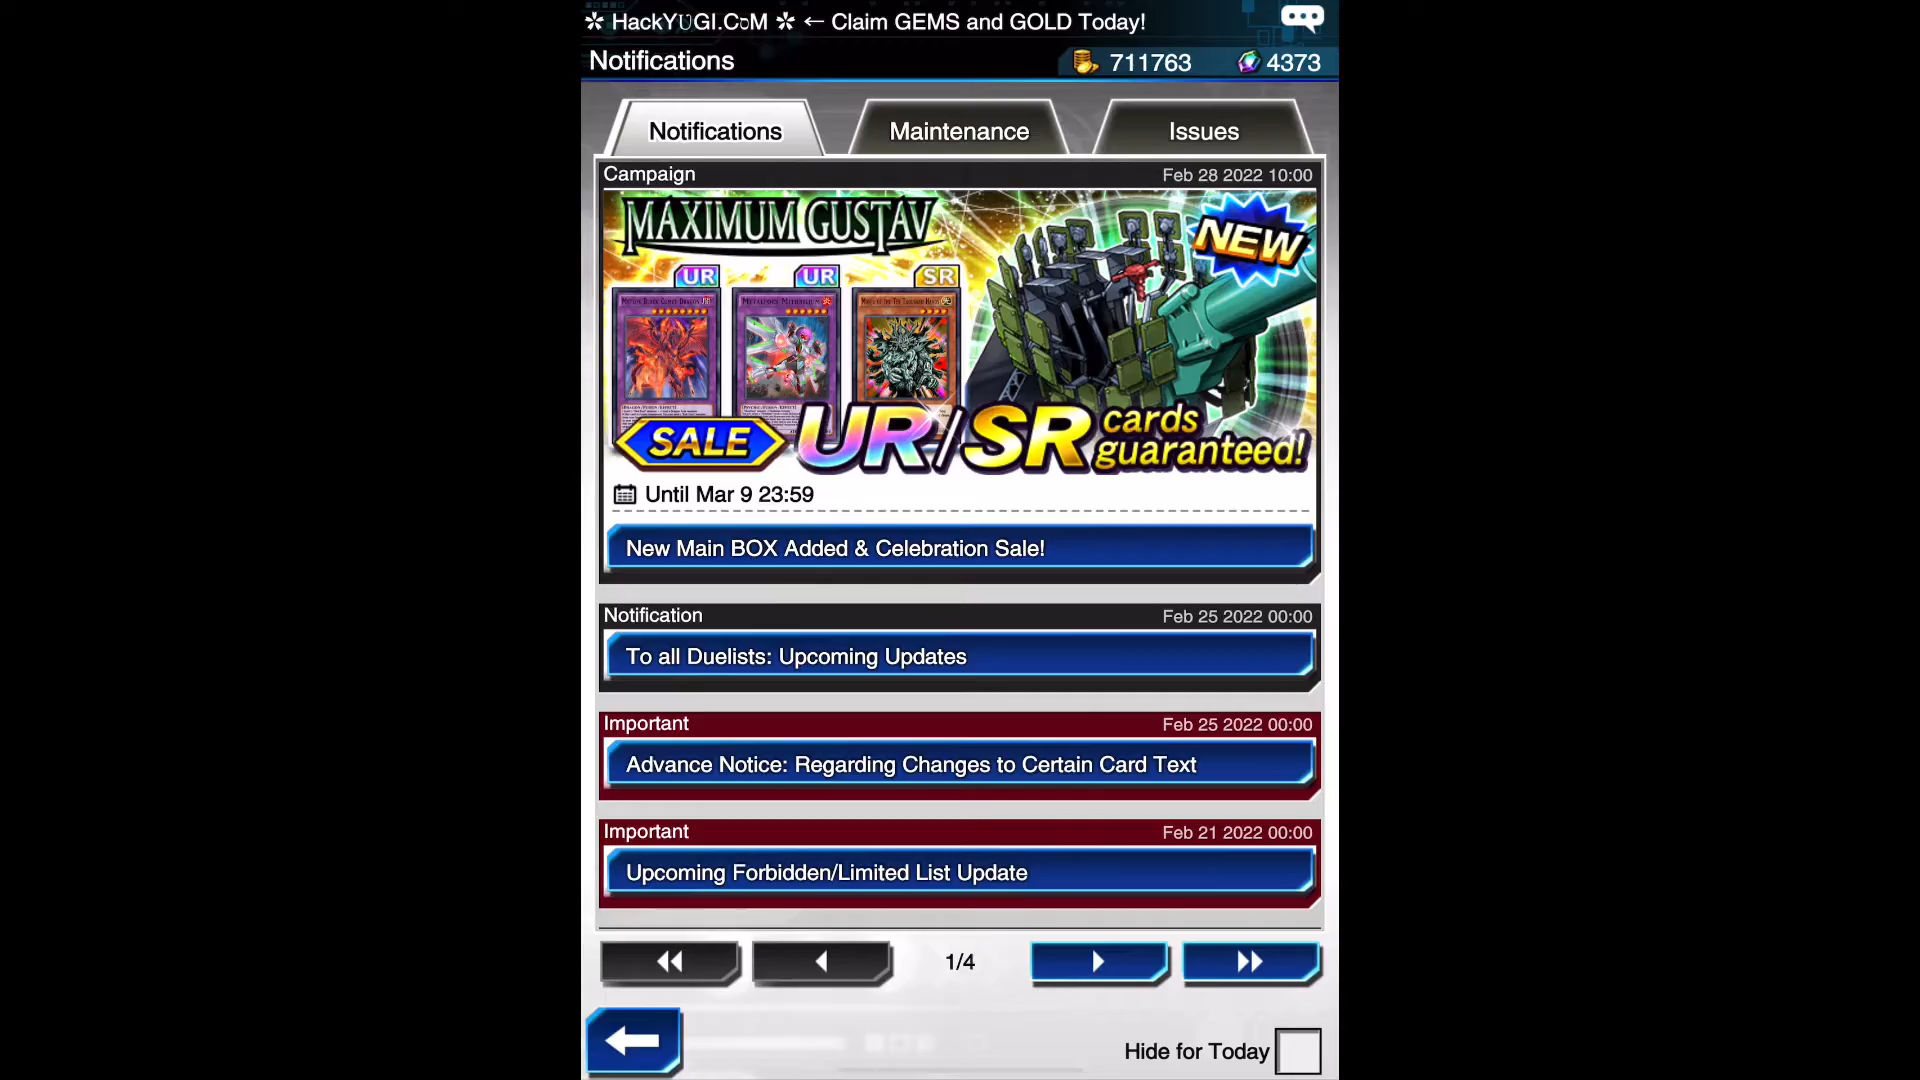 ✲ HackYUGI.CoM ✲ ← Claim GEMS and GOLD Today!
Notifications
711763
4373
Notifications
Maintenance
Issues
Campaign
Feb 28 2022 10:00
MAXIMUM GUSTAV
NEW
UR
UR
SR
SALE
UR/SR cards guaranteed!
Until Mar 9 23:59
New Main BOX Added & Celebration Sale!
Notification
Feb 25 2022 00:00
To all Duelists: Upcoming Updates
Important
Feb 25 2022 00:00
Advance Notice: Regarding Changes to Certain Card Text
Important
Feb 21 2022 00:00
Upcoming Forbidden/Limited List Update
1/4
Hide for Today